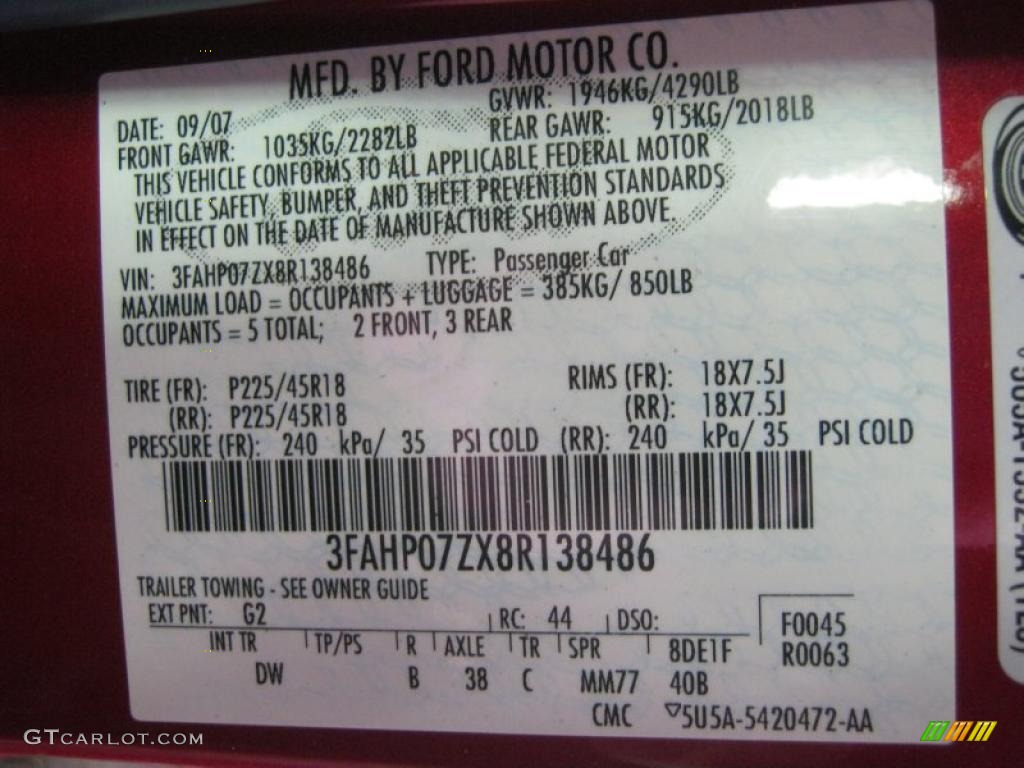 MFD. BY FORD MOTOR CO.
DATE: 09/07 GVWR: 1946KG/4290LB
FRONT GAWR: 1035KG/2282LB REAR GAWR: 915KG/2018LB
THIS VEHICLE CONFORMS TO ALL APPLICABLE FEDERAL MOTOR
VEHICLE SAFETY, BUMPER, AND THEFT PREVENTION STANDARDS
IN EFFECT ON THE DATE OF MANUFACTURE SHOWN ABOVE.
VIN: 3FAHP07ZX8R138486 TYPE: Passenger Car
MAXIMUM LOAD = OCCUPANTS + LUGGAGE = 385KG/ 850LB
OCCUPANTS = 5 TOTAL; 2 FRONT, 3 REAR
TIRE (FR): P225/45R18 RIMS (FR): 18X7.5J
(RR): P225/45R18 (RR): 18X7.5J
PRESSURE (FR): 240 kPa/ 35 PSI COLD (RR): 240 kPa/ 35 PSI COLD
3FAHP07ZX8R138486
TRAILER TOWING - SEE OWNER GUIDE
EXT PNT: G2 RC: 44 DSO: F0045
INT TR TP/PS R AXLE TR SPR 8DE1F R0063
DW B 38 C MM77 40B
CMC 5U5A-5420472-AA
GTCARLOT.COM